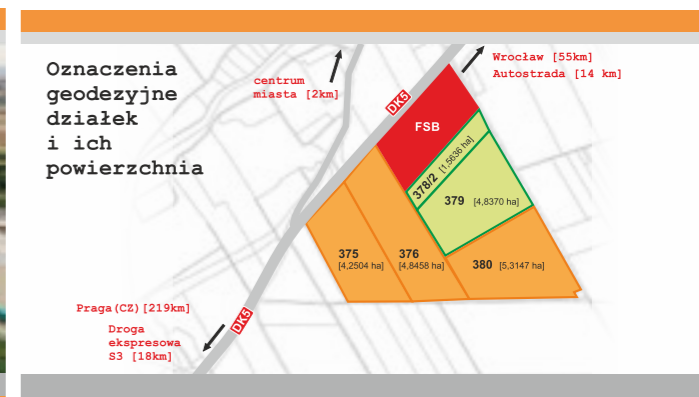 Oznaczenia
geodezyjne
działek
i ich
powierzchnia
centrum
miasta [2km]
Wrocław [55km]
Autostrada [14 km]
DK5
FSB
378/2 [1,5636 ha]
379 [4,8370 ha]
375
[4,2504 ha]
376
[4,8458 ha]
380 [5,3147 ha]
Praga(CZ)[219km]
DK5
Droga
ekspresowa
S3 [18km]